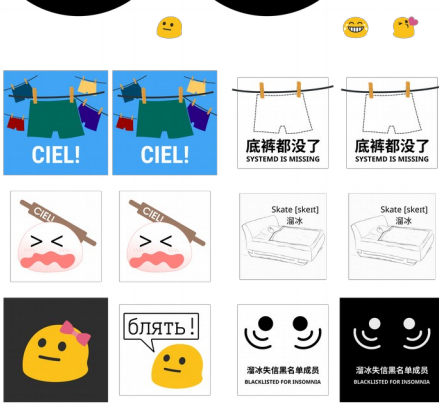 CIEL!
CIEL!
底裤都没了
SYSTEMD IS MISSING
底裤都没了
SYSTEMD IS MISSING
CIEL!
CIEL!
Skate [skeɪt]
溜冰
Skate [skeɪt]
溜冰
блять!
溜冰失信黑名单成员
BLACKLISTED FOR INSOMNIA
溜冰失信黑名单成员
BLACKLISTED FOR INSOMNIA